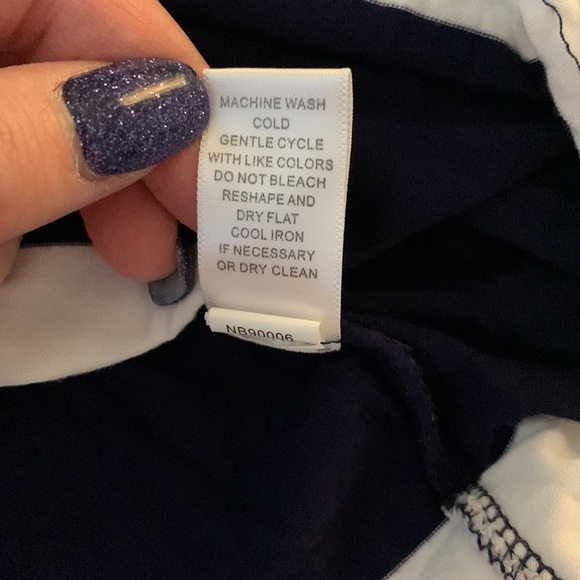 MACHINE WASH
COLD
GENTLE CYCLE
WITH LIKE COLORS
DO NOT BLEACH
RESHAPE AND
DRY FLAT
COOL IRON
IF NECESSARY
OR DRY CLEAN
NB90006